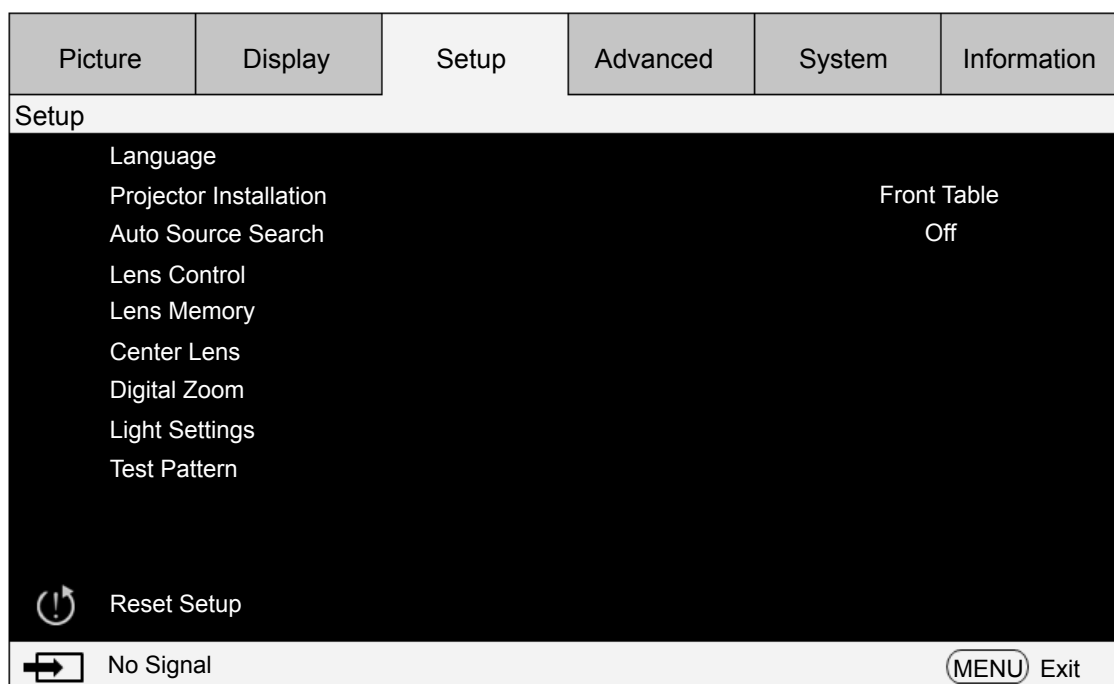 Picture Display Setup Advanced System Information
Setup
Language
Projector Installation Front Table
Auto Source Search Off
Lens Control
Lens Memory
Center Lens
Digital Zoom
Light Settings
Test Pattern
Reset Setup
No Signal MENU Exit